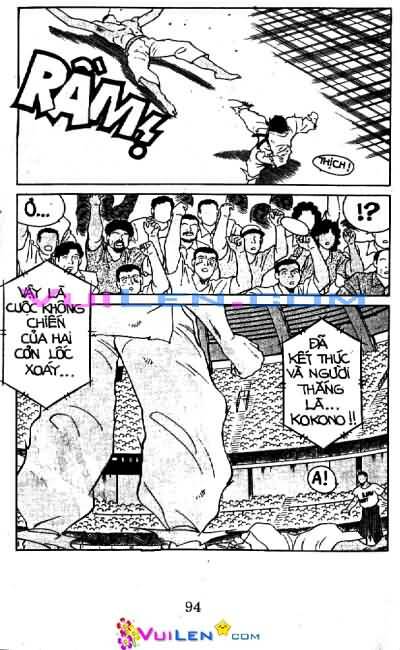 RẦM!
THỊCH!
Ồ...
!?
VẬY LÀ
CUỘC KHÔNG
CHIẾN
CỦA HAI
CƠN LỐC
XOÁY...
VUILEN.COM
ĐÃ
KẾT THỨC
VÀ NGƯỜI
THẮNG
LÀ...
KOKONO!!
A!
94
VUILEN.COM